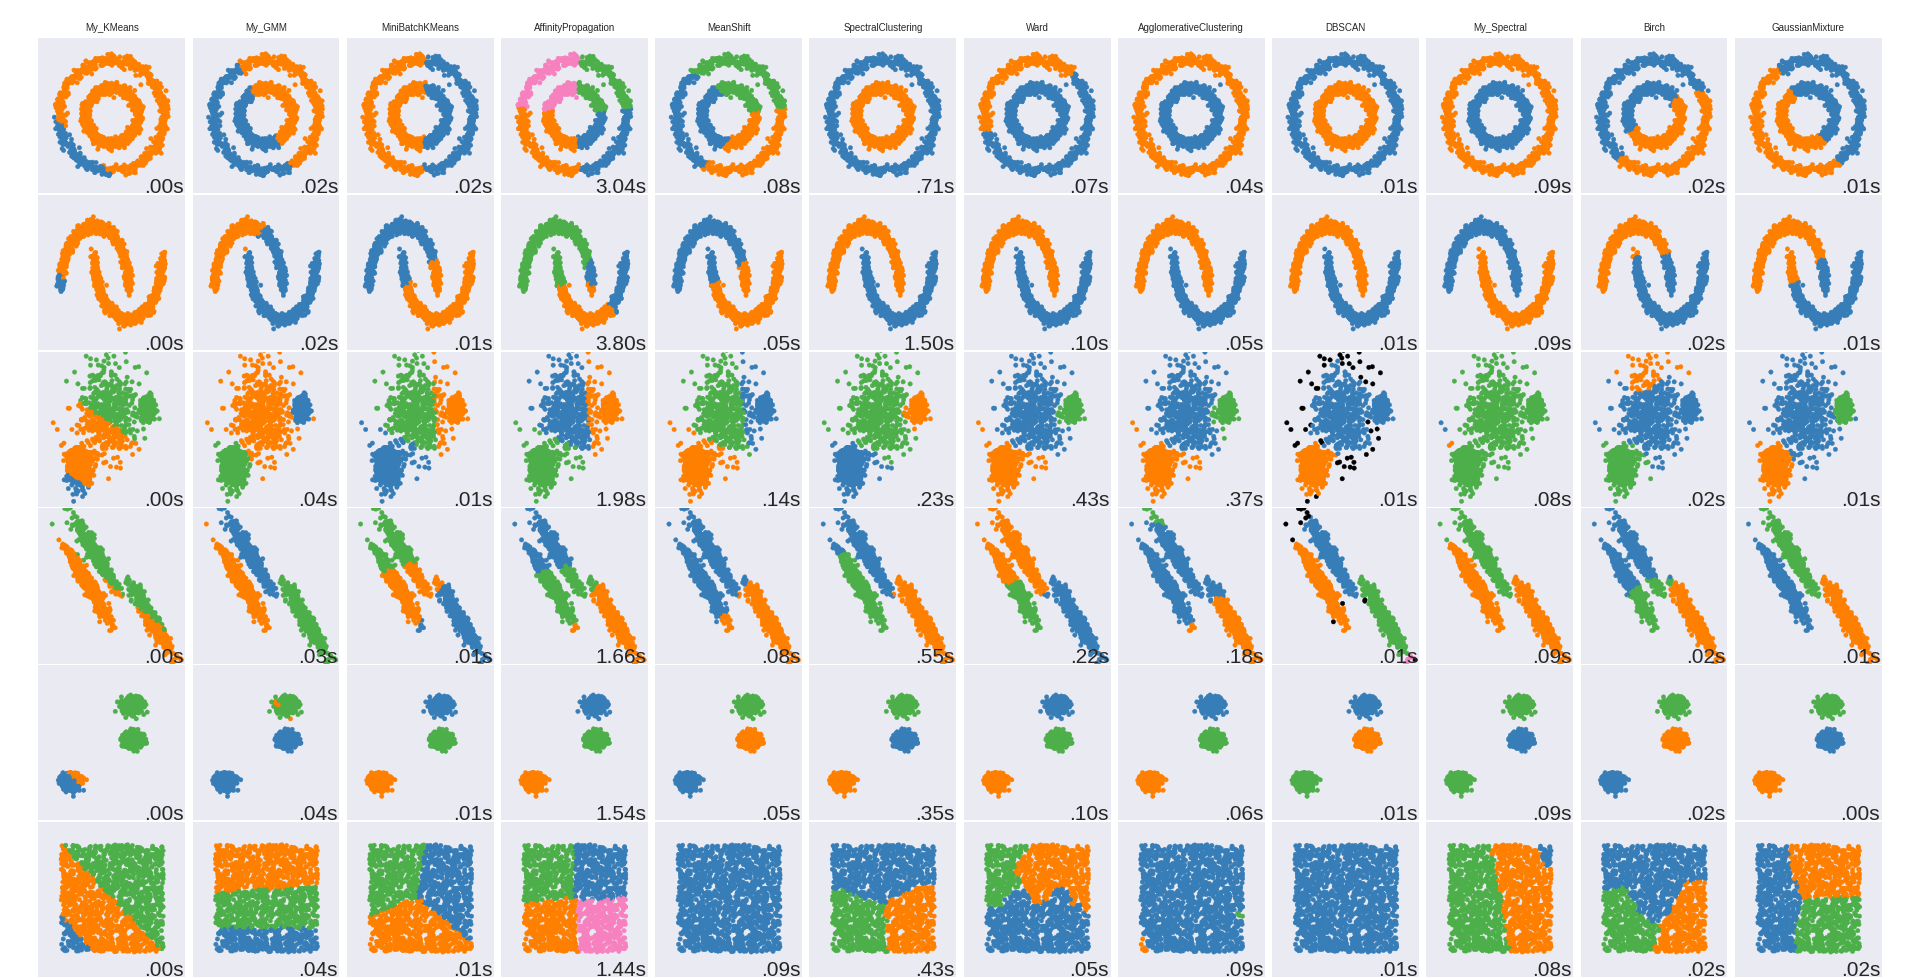 My_KMeans My_GMM MiniBatchKMeans AffinityPropagation MeanShift SpectralClustering Ward AgglomerativeClustering DBSCAN My_Spectral Birch GaussianMixture
.00s .02s .02s 3.04s .08s .71s .07s .04s .01s .09s .02s .01s
.00s .02s .01s 3.80s .05s 1.50s .10s .05s .01s .09s .02s .01s
.00s .04s .01s 1.98s .14s .23s .43s .37s .01s .08s .02s .01s
.00s .03s .01s 1.66s .08s .55s .22s .18s .01s .09s .02s .01s
.00s .04s .01s 1.54s .05s .35s .10s .06s .01s .09s .02s .00s
.00s .04s .01s 1.44s .09s .43s .05s .09s .01s .08s .02s .02s